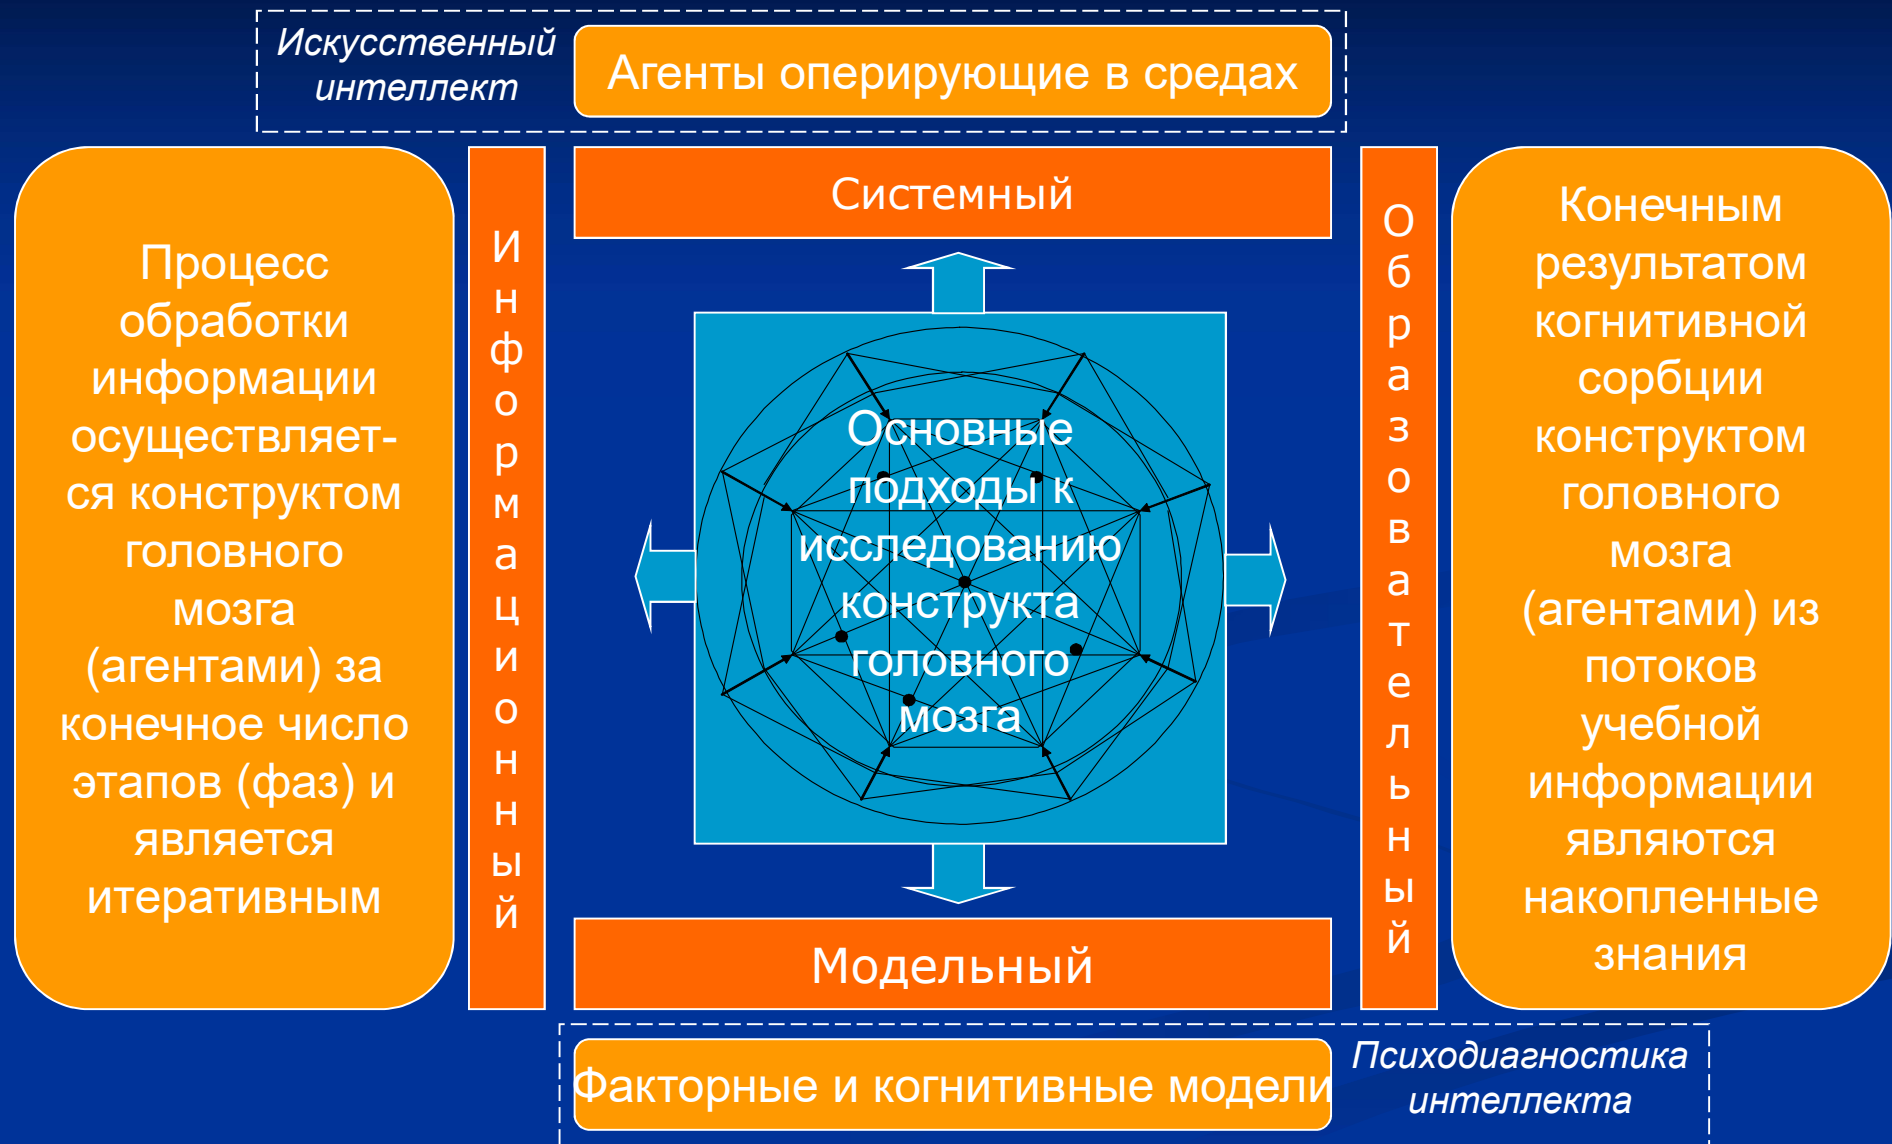 Искусственный
интеллект
Агенты оперирующие в средах
Процесс
обработки
информации
осуществляет-
ся конструктом
головного
мозга
(агентами) за
конечное число
этапов (фаз) и
является
итеративным
Информационный
Системный
Основные
подходы к
исследованию
конструкта
головного
мозга
Модельный
Образовательный
Конечным
результатом
когнитивной
сорбции
конструктом
головного
мозга
(агентами) из
потоков
учебной
информации
являются
накопленные
знания
Факторные и когнитивные модели
Психодиагностика
интеллекта